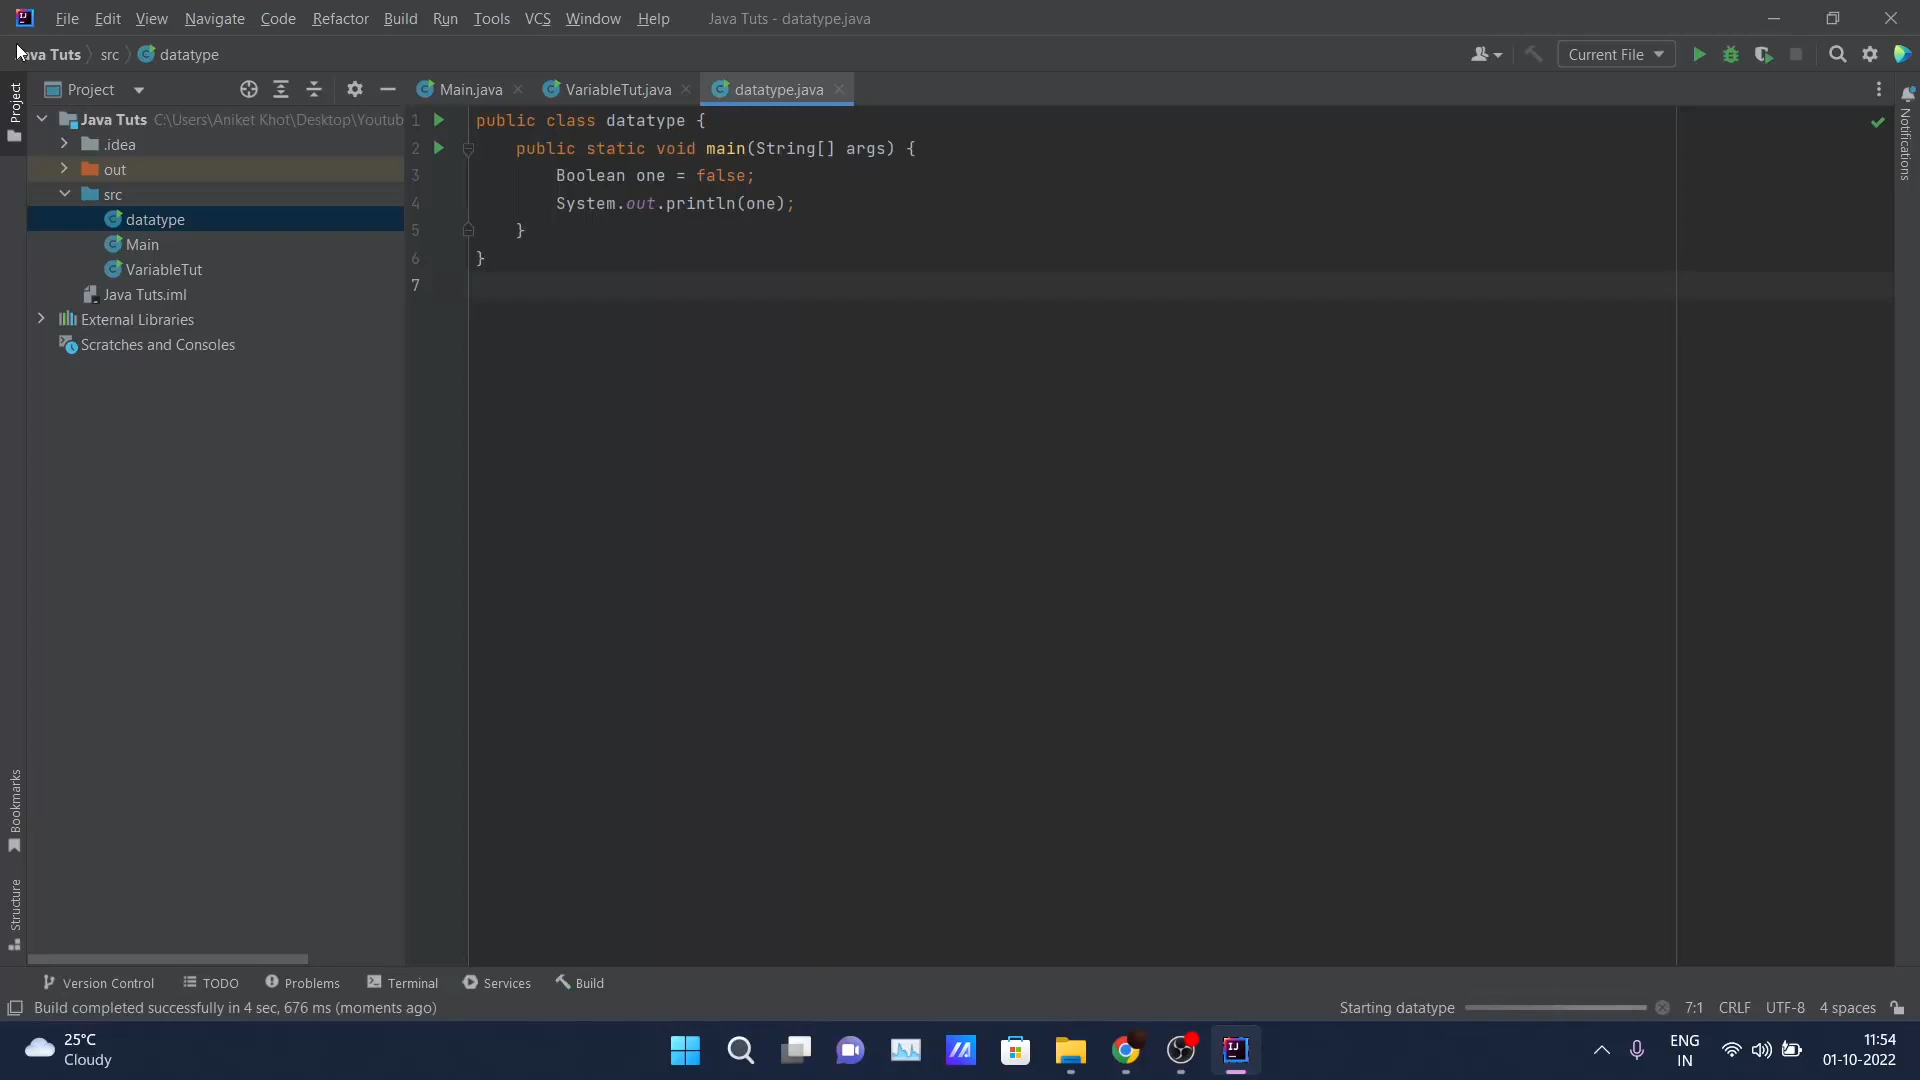 File Edit View Navigate Code Refactor Build Run Tools VCS Window Help Java Tuts - datatype.java
ava Tuts src datatype Current File
Project Main.java VariableTut.java datatype.java
Project
Notifications
Java Tuts C:\Users\Aniket Khot\Desktop\Youtub
.idea
out
src
datatype
Main
VariableTut
Java Tuts.iml
External Libraries
Scratches and Consoles
1 public class datatype {
2 public static void main(String[] args) {
3 Boolean one = false;
4 System.out.println(one);
5 }
6 }
7
Bookmarks
Structure
Version Control TODO Problems Terminal Services Build
Build completed successfully in 4 sec, 676 ms (moments ago) Starting datatype 7:1 CRLF UTF-8 4 spaces
25°C
Cloudy
ENG
IN
11:54
01-10-2022